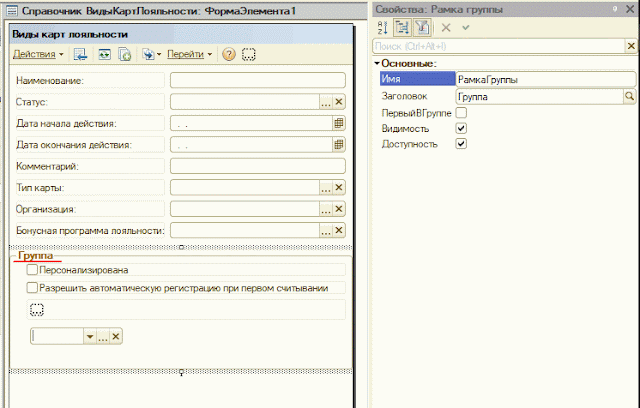 Справочник ВидыКартЛояльности: ФормаЭлемента1
Виды карт лояльности
Действия Перейти ?
Наименование:
Статус: ... ×
Дата начала действия: . .
Дата окончания действия: . .
Комментарий:
Тип карты: ... ×
Организация: ... ×
Бонусная программа лояльности: ... ×
Группа
Персонализирована
Разрешить автоматическую регистрацию при первом считывании
... ×
Свойства: Рамка группы
Поиск (Ctrl+Alt+I)
Основные:
Имя РамкаГруппы
Заголовок Группа
ПервыйВГруппе
Видимость
Доступность